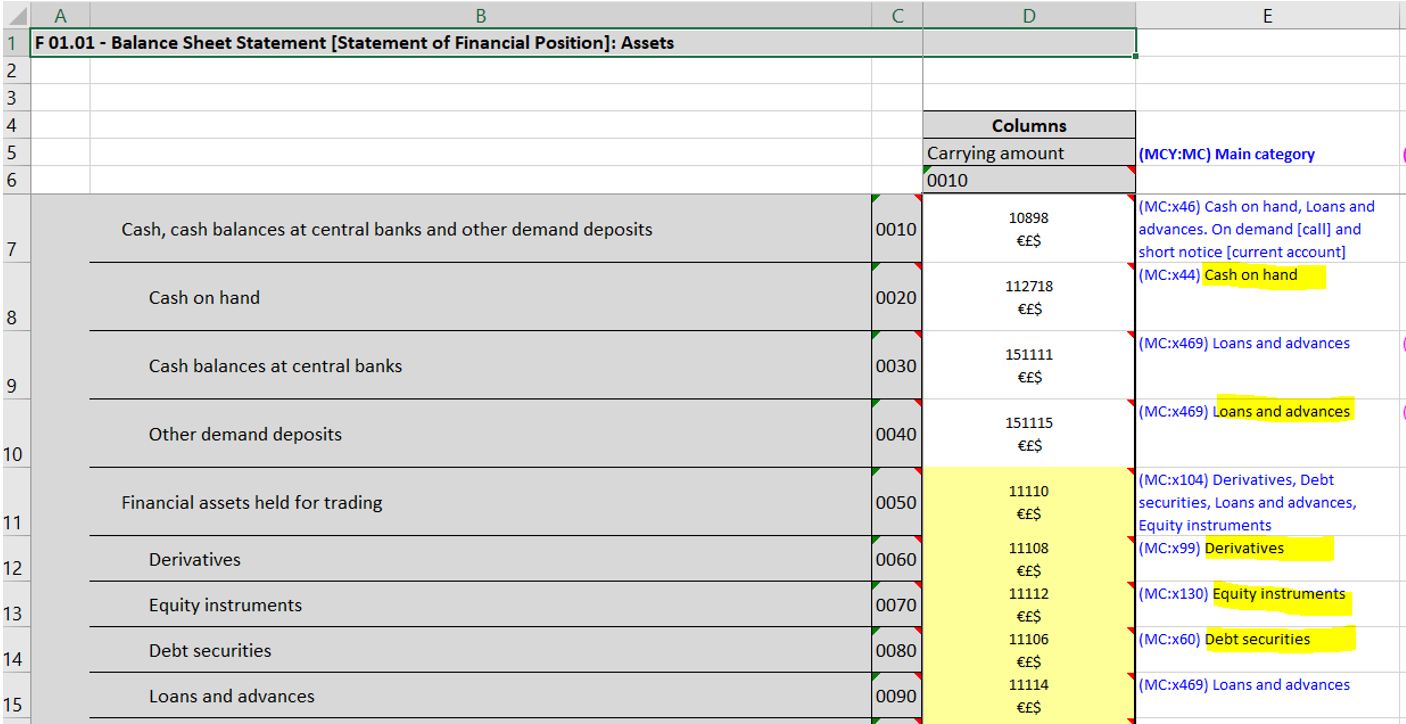 A B C D E
1 F 01.01 - Balance Sheet Statement [Statement of Financial Position]: Assets
2
3
4 Columns
5 Carrying amount (MCY:MC) Main category
6 0010
7 Cash, cash balances at central banks and other demand deposits 0010 10898 €£$ (MC:x46) Cash on hand, Loans and
advances. On demand [call] and
short notice [current account]
8 Cash on hand 0020 112718 €£$ (MC:x44) Cash on hand
9 Cash balances at central banks 0030 151111 €£$ (MC:x469) Loans and advances
10 Other demand deposits 0040 151115 €£$ (MC:x469) Loans and advances
11 Financial assets held for trading 0050 11110 €£$ (MC:x104) Derivatives, Debt
securities, Loans and advances,
Equity instruments
12 Derivatives 0060 11108 €£$ (MC:x99) Derivatives
13 Equity instruments 0070 11112 €£$ (MC:x130) Equity instruments
14 Debt securities 0080 11106 €£$ (MC:x60) Debt securities
15 Loans and advances 0090 11114 €£$ (MC:x469) Loans and advances